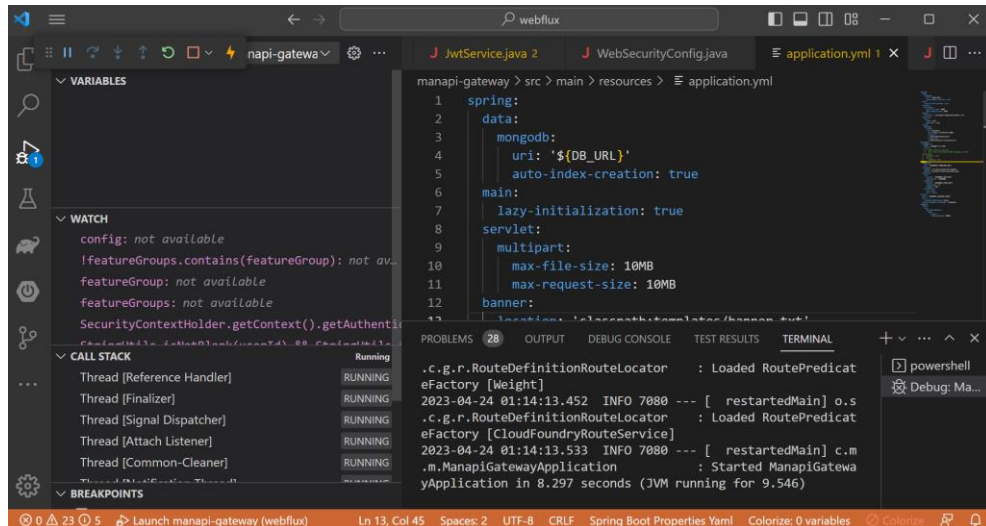 webflux
napi-gatewa
JwtService.java 2
WebSecurityConfig.java
application.yml 1
manapi-gateway > src > main > resources > application.yml
VARIABLES
WATCH
config: not available
!featureGroups.contains(featureGroup): not av…
featureGroup: not available
featureGroups: not available
SecurityContextHolder.getContext().getAuthenti
CALL STACK
Running
Thread [Reference Handler] RUNNING
Thread [Finalizer] RUNNING
Thread [Signal Dispatcher] RUNNING
Thread [Attach Listener] RUNNING
Thread [Common-Cleaner] RUNNING
BREAKPOINTS
1 spring:
2 data:
3 mongodb:
4 uri: '${DB_URL}'
5 auto-index-creation: true
6 main:
7 lazy-initialization: true
8 servlet:
9 multipart:
10 max-file-size: 10MB
11 max-request-size: 10MB
12 banner:
13 location: 'classpath:templates/banner.txt'
PROBLEMS 28 OUTPUT DEBUG CONSOLE TEST RESULTS TERMINAL
.c.g.r.RouteDefinitionRouteLocator : Loaded RoutePredicat
eFactory [Weight]
2023-04-24 01:14:13.452 INFO 7080 --- [ restartedMain] o.s
.c.g.r.RouteDefinitionRouteLocator : Loaded RoutePredicat
eFactory [CloudFoundryRouteService]
2023-04-24 01:14:13.533 INFO 7080 --- [ restartedMain] c.m
.m.ManapiGatewayApplication : Started ManapiGatewa
yApplication in 8.297 seconds (JVM running for 9.546)
powershell
Debug: Ma...
0 23 5 Launch manapi-gateway (webflux) Ln 13, Col 45 Spaces: 2 UTF-8 CRLF Spring Boot Properties Yaml Colorize: 0 variables Colorize